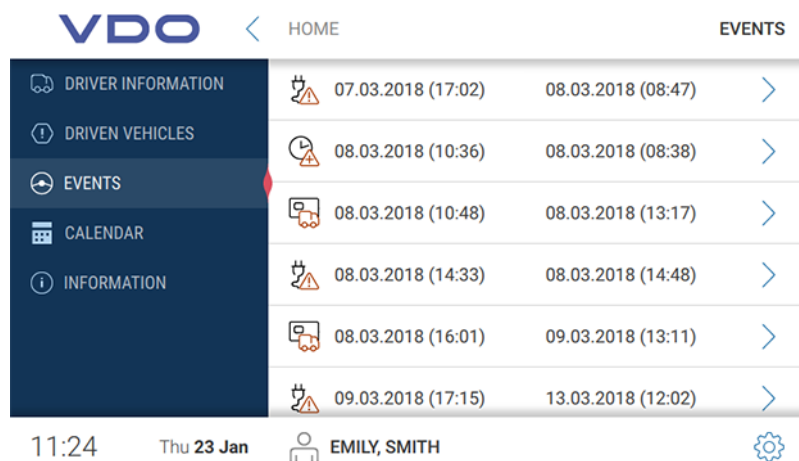 VDO
HOME
EVENTS
DRIVER INFORMATION
DRIVEN VEHICLES
EVENTS
CALENDAR
INFORMATION
07.03.2018 (17:02) 08.03.2018 (08:47)
08.03.2018 (10:36) 08.03.2018 (08:38)
08.03.2018 (10:48) 08.03.2018 (13:17)
08.03.2018 (14:33) 08.03.2018 (14:48)
08.03.2018 (16:01) 09.03.2018 (13:11)
09.03.2018 (17:15) 13.03.2018 (12:02)
11:24 Thu 23 Jan EMILY, SMITH